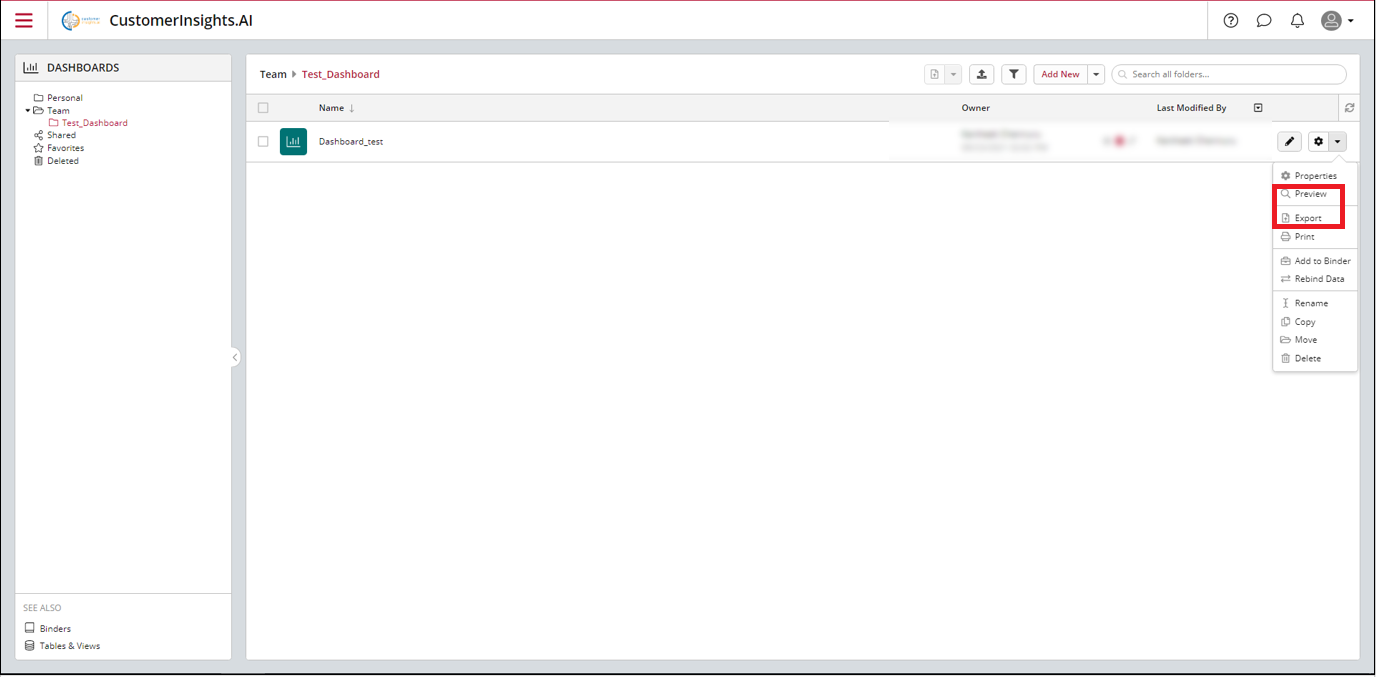 CustomerInsights.AI
DASHBOARDS
Personal
Team
Test_Dashboard
Shared
Favorites
Deleted
SEE ALSO
Binders
Tables & Views
Team Test_Dashboard
Add New
Search all folders...
Name ↓ Owner Last Modified By
Dashboard_test
Properties
Preview
Export
Print
Add to Binder
Rebind Data
Rename
Copy
Move
Delete